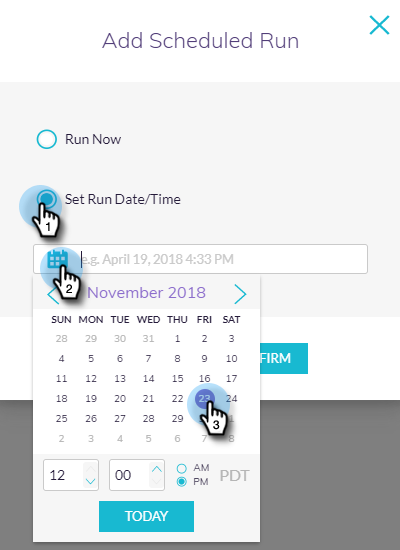 Add Scheduled Run
Run Now
Set Run Date/Time
1
e.g. April 19, 2018 4:33 PM
2
November 2018
SUN MON TUE WED THU FRI SAT
28 29 30 31 1 2 3
4 5 6 7 8 9 10
11 12 13 14 15 16 17
18 19 20 21 22 23 24
25 26 27 28 29
2 3 4 5 6 7 8
3
FIRM
12 00 AM
PM
PDT
TODAY